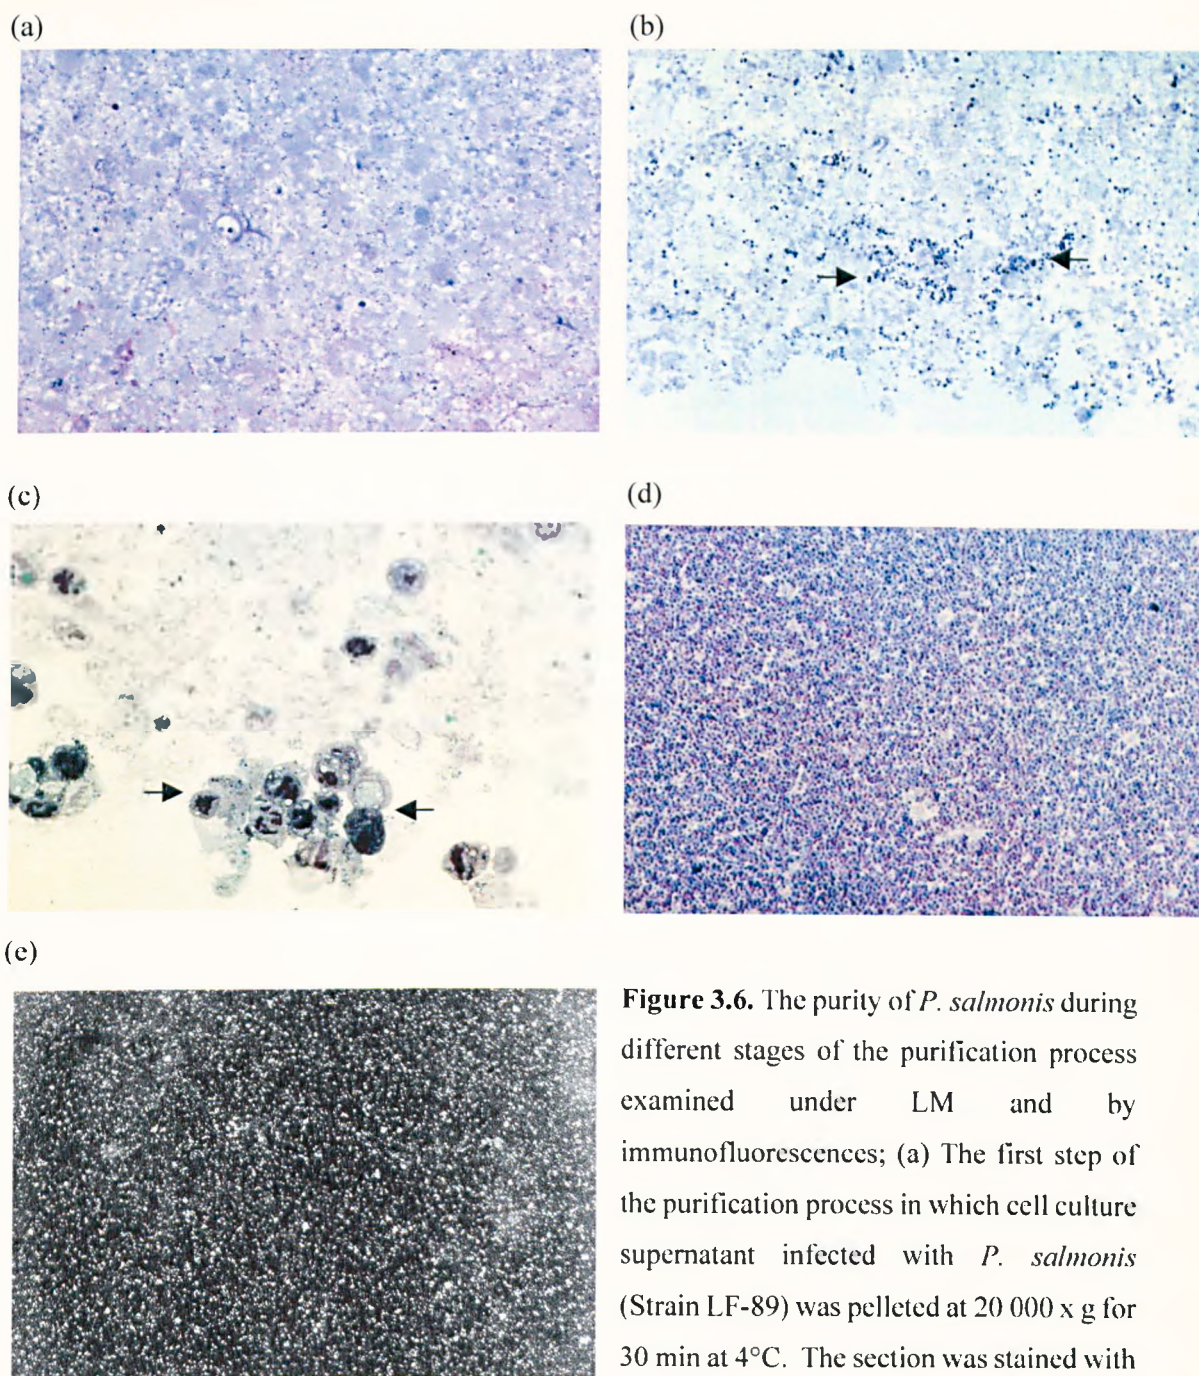 (a)
(b)
(c)
(d)
(e)
Figure 3.6. The purity of P. salmonis during
different stages of the purification process
examined under LM and by
immunofluorescences; (a) The first step of
the purification process in which cell culture
supernatant infected with P. salmonis
(Strain LF-89) was pelleted at 20 000 x g for
30 min at 4°C. The section was stained with